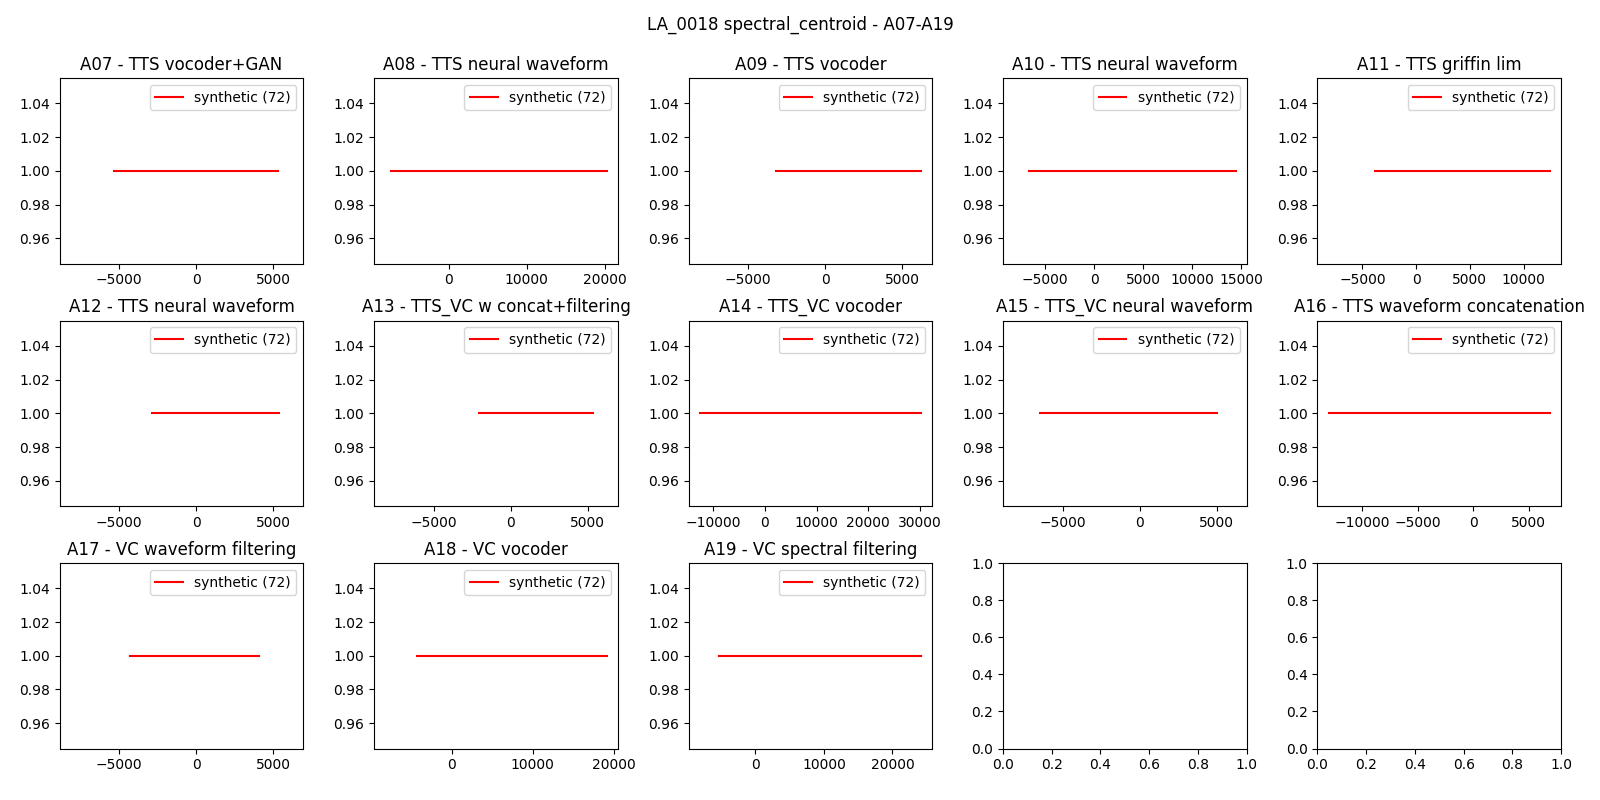 LA_0018 spectral_centroid - A07-A19
A07 - TTS vocoder+GAN
A08 - TTS neural waveform
A09 - TTS vocoder
A10 - TTS neural waveform
A11 - TTS griffin lim
synthetic (72)
synthetic (72)
synthetic (72)
synthetic (72)
synthetic (72)
1.04 1.02 1.00 0.98 0.96
1.04 1.02 1.00 0.98 0.96
1.04 1.02 1.00 0.98 0.96
1.04 1.02 1.00 0.98 0.96
1.04 1.02 1.00 0.98 0.96
−5000 0 5000
0 10000 20000
−5000 0 5000
−5000 0 5000 10000 15000
−5000 0 5000 10000
A12 - TTS neural waveform
A13 - TTS_VC w concat+filtering
A14 - TTS_VC vocoder
A15 - TTS_VC neural waveform
A16 - TTS waveform concatenation
synthetic (72)
synthetic (72)
synthetic (72)
synthetic (72)
synthetic (72)
1.04 1.02 1.00 0.98 0.96
1.04 1.02 1.00 0.98 0.96
1.04 1.02 1.00 0.98 0.96
1.04 1.02 1.00 0.98 0.96
1.04 1.02 1.00 0.98 0.96
−5000 0 5000
−5000 0 5000
−10000 0 10000 20000 30000
−5000 0 5000
−10000 −5000 0 5000
A17 - VC waveform filtering
A18 - VC vocoder
A19 - VC spectral filtering
synthetic (72)
synthetic (72)
synthetic (72)
1.04 1.02 1.00 0.98 0.96
1.04 1.02 1.00 0.98 0.96
1.04 1.02 1.00 0.98 0.96
1.0 0.8 0.6 0.4 0.2 0.0
1.0 0.8 0.6 0.4 0.2 0.0
−5000 0 5000
0 10000 20000
0 10000 20000
0.0 0.2 0.4 0.6 0.8 1.0
0.0 0.2 0.4 0.6 0.8 1.0